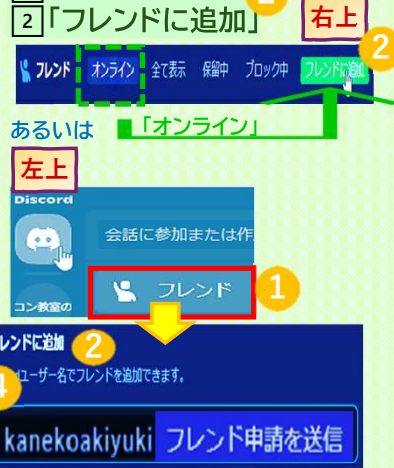 2「フレンドに追加」
右上
2
フレンド オンライン 全て表示 保留中 ブロック中 フレンドに追加
あるいは 「オンライン」
左上
Discord
会話に参加または作
フレンド 1
コン教室の
レンドに追加 2
ユーザー名でフレンドを追加できます。
4
kanekoakiyuki フレンド申請を送信